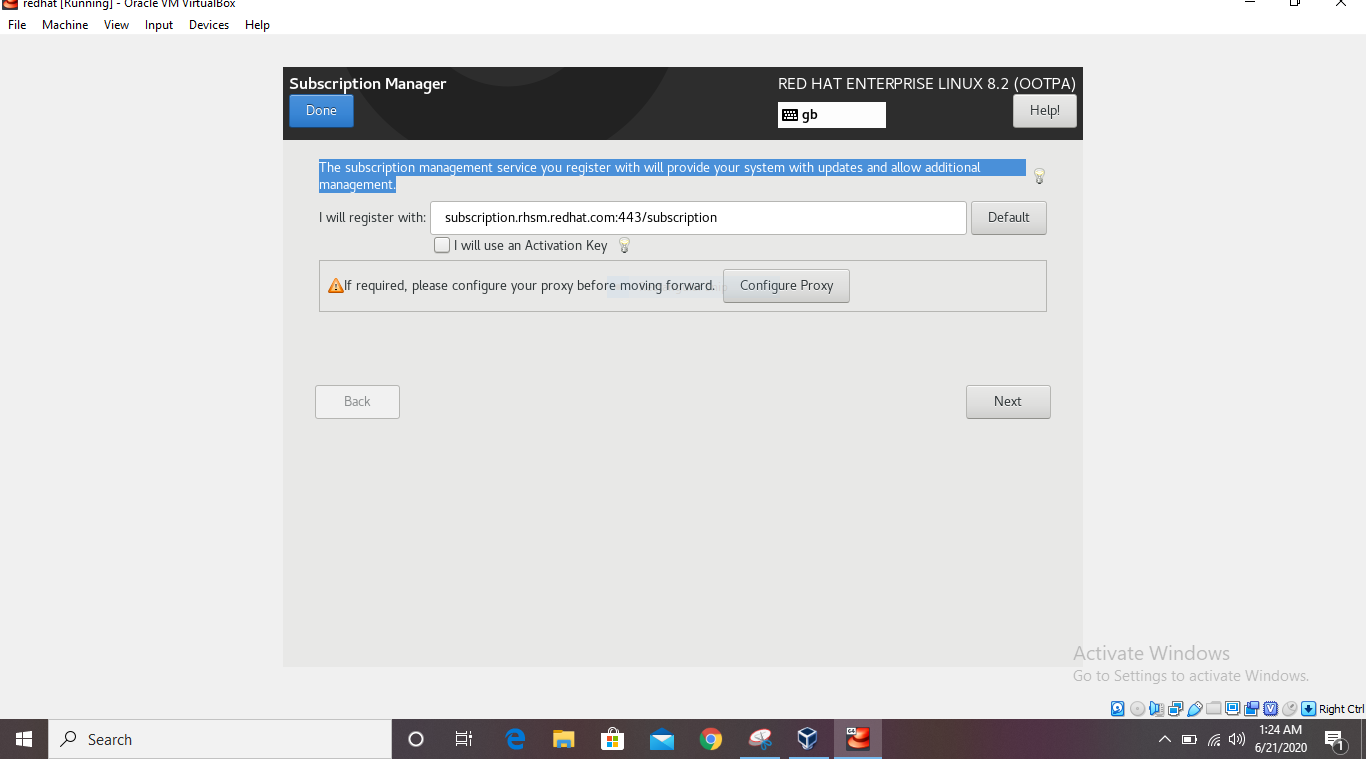 redhat [Running] - Oracle VM VirtualBox
File Machine View Input Devices Help
Subscription Manager
RED HAT ENTERPRISE LINUX 8.2 (OOTPA)
Done
gb
Help!
The subscription management service you register with will provide your system with updates and allow additional
management.
I will register with: subscription.rhsm.redhat.com:443/subscription Default
I will use an Activation Key
If required, please configure your proxy before moving forward. Configure Proxy
Back
Next
Activate Windows
Go to Settings to activate Windows.
Right Ctrl
Search
64
1:24 AM
6/21/2020
1